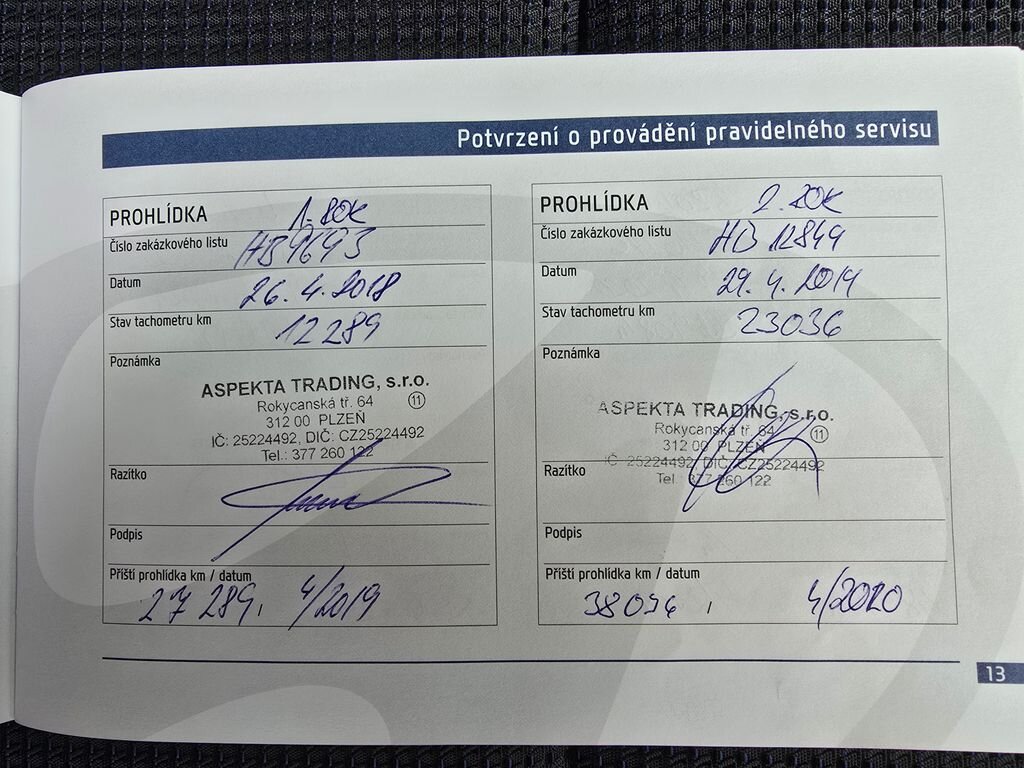 Potvrzení o provádění pravidelného servisu
PROHLÍDKA 1. ROK
Číslo zakázkového listu HB9693
Datum 26. 4. 2018
Stav tachometru km 12289
Poznámka
ASPEKTA TRADING, s.r.o.
Rokycanská tř. 64 11
312 00 PLZEŇ
IČ: 25224492, DIČ: CZ25224492
Tel.: 377 260 122
Razítko
Podpis
Příští prohlídka km / datum
27 289, 4/2019
PROHLÍDKA 2. ROK
Číslo zakázkového listu HB 12849
Datum 29. 4. 2019
Stav tachometru km 23036
Poznámka
ASPEKTA TRADING, s.r.o.
Rokycanská tř. 64 11
312 00 PLZEŇ
IČ: 25224492, DIČ: CZ25224492
Tel.: 377 260 122
Razítko
Podpis
Příští prohlídka km / datum
38036, 4/2020
13